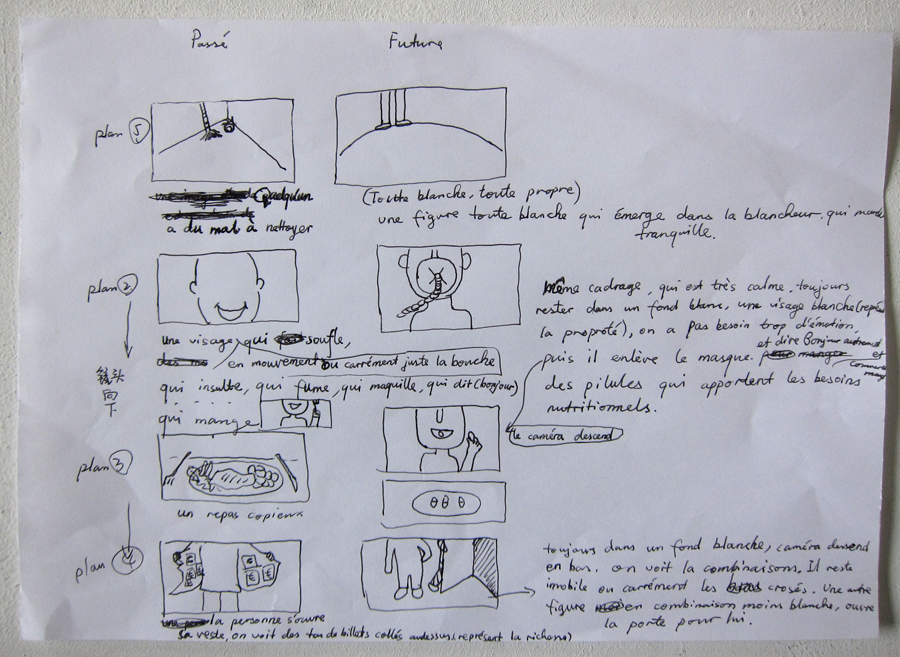 Passé
Future
plan 5
quelqu'un
a du mal à nettoyer
(Toute blanche, toute propre)
une figure toute blanche qui émerge dans la blancheur, qui
tranquille.
plan 2
镜头
向
下
une visage, qui souffle,
en mouvement ou carrément juste la bouche
qui insulte, qui fume, qui maquille, qui dit (bonjour)
qui mange
Même cadrage, qui est très calme, toujours
rester dans un fond blanc, une visage blanche (repré
la proproté), on a pas besoin trop d'émotion,
et dire Bonjour
puis il enlève le masque.
et
des pilules qui apportent les besoins
nutritionnels.
le caméra descend
plan 3
un repas copieux
plan 4
la personne s'ouvre
sa veste, on voit des tas de billets collés audessus (représent la richesse)
toujours dans un fond blanche, caméra descend
en bas. on voit la combinaisons. Il reste
imobile ou carrément les bras crosés. Une autre
figure en combinaison moins blanche, ouvre
la porte pour lui.